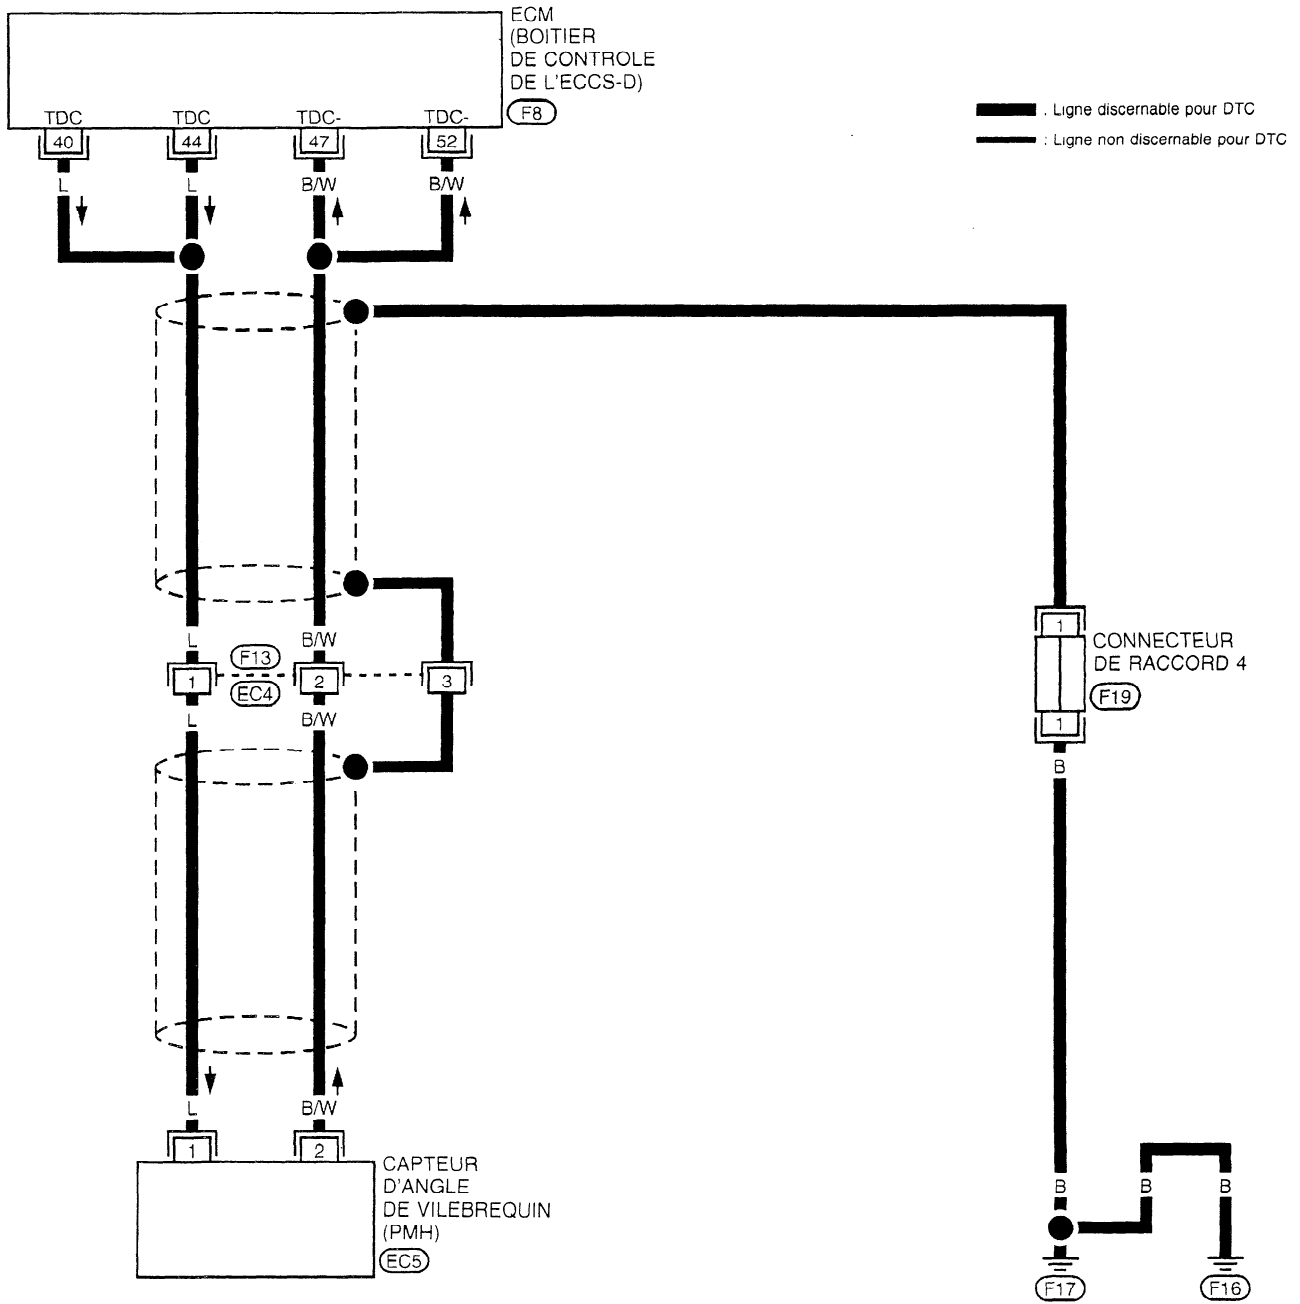 ECM
(BOITIER
DE CONTROLE
DE L'ECCS-D)
F8
TDC
TDC
TDC-
TDC-
40
44
47
52
L
L
B/W
B/W
. Ligne discernable pour DTC
: Ligne non discernable pour DTC
L
B/W
F13
1
2
3
EC4
L
B/W
1
CONNECTEUR
DE RACCORD 4
F19
1
B
L
B/W
1
2
CAPTEUR
D'ANGLE
DE VILEBREQUIN
(PMH)
EC5
B
B
B
F17
F16